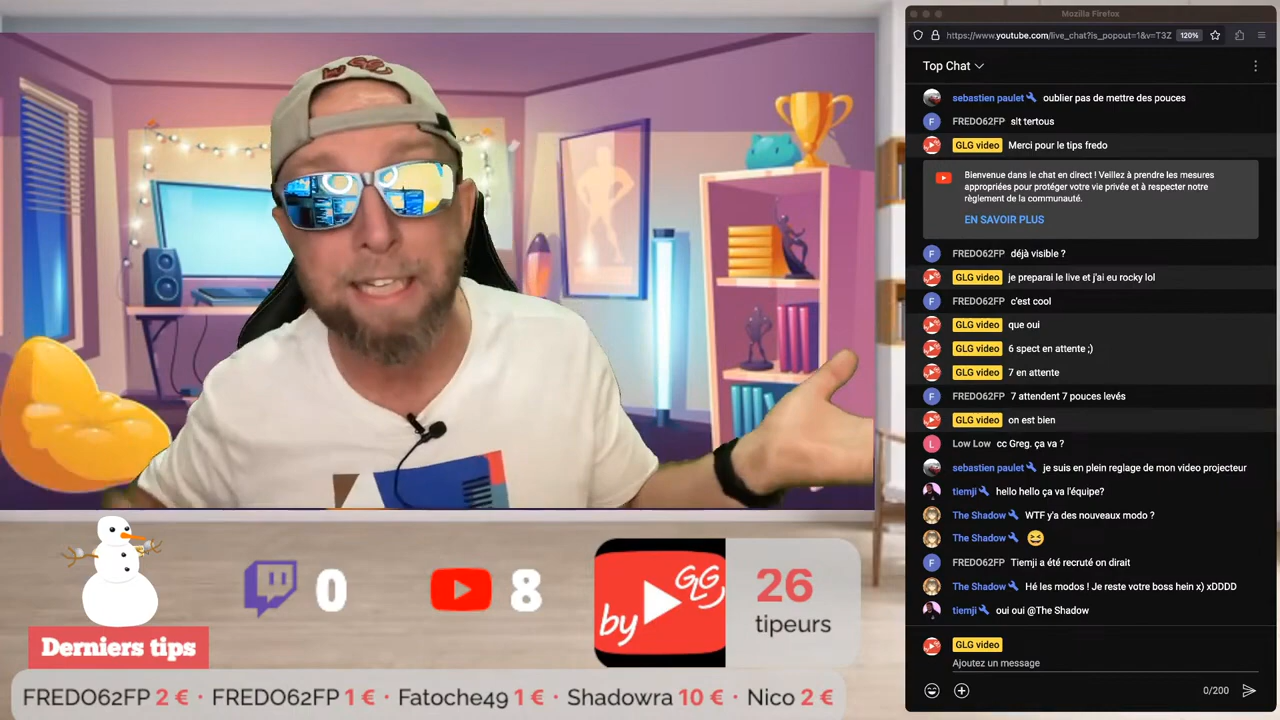 Mozilla Firefox
https://www.youtube.com/live_chat?is_popout=1&v=T3Z 120%
Top Chat
sebastien paulet oublier pas de mettre des pouces
FREDO62FP slt tertous
GLG video Merci pour le tips fredo
Bienvenue dans le chat en direct ! Veillez à prendre les mesures
appropriées pour protéger votre vie privée et à respecter notre
règlement de la communauté.
EN SAVOIR PLUS
FREDO62FP déjà visible ?
GLG video je preparai le live et j'ai eu rocky lol
FREDO62FP c'est cool
GLG video que oui
GLG video 6 spect en attente ;)
GLG video 7 en attente
FREDO62FP 7 attendent 7 pouces levés
GLG video on est bien
Low Low cc Greg. ça va ?
sebastien paulet je suis en plein reglage de mon video projecteur
tiemji hello hello ça va l'équipe?
The Shadow WTF y'a des nouveaux modo ?
The Shadow 😆
FREDO62FP Tiemji a été recruté on dirait
The Shadow Hé les modos ! Je reste votre boss hein x) xDDDD
tiemji oui oui @The Shadow
GLG video
Ajoutez un message
0/200
0
8
by GLG
26
tipeurs
Derniers tips
FREDO62FP 2 € · FREDO62FP 1 € · Fatoche49 1 € · Shadowra 10 € · Nico 2 €